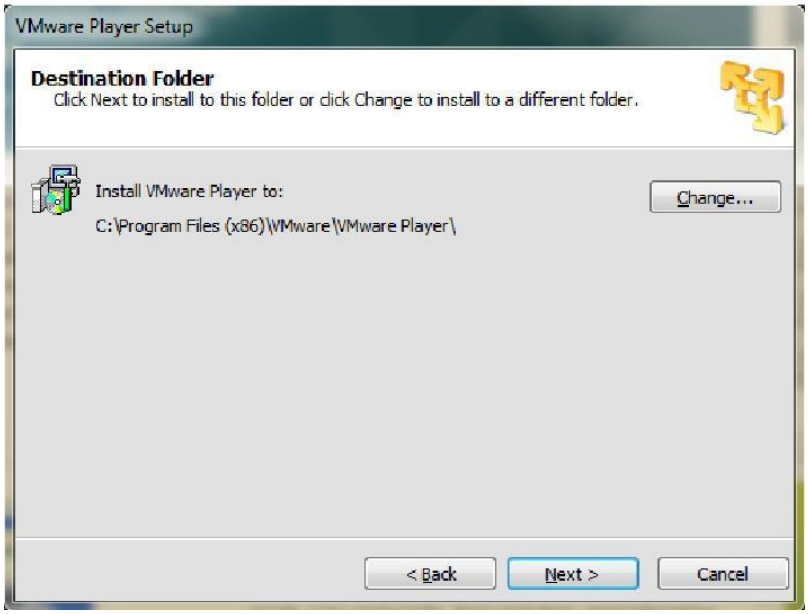 VMware Player Setup
Destination Folder
Click Next to install to this folder or click Change to install to a different folder.
Install VMware Player to:
Change...
C:\Program Files (x86)\VMware\VMware Player\
< Back
Next >
Cancel